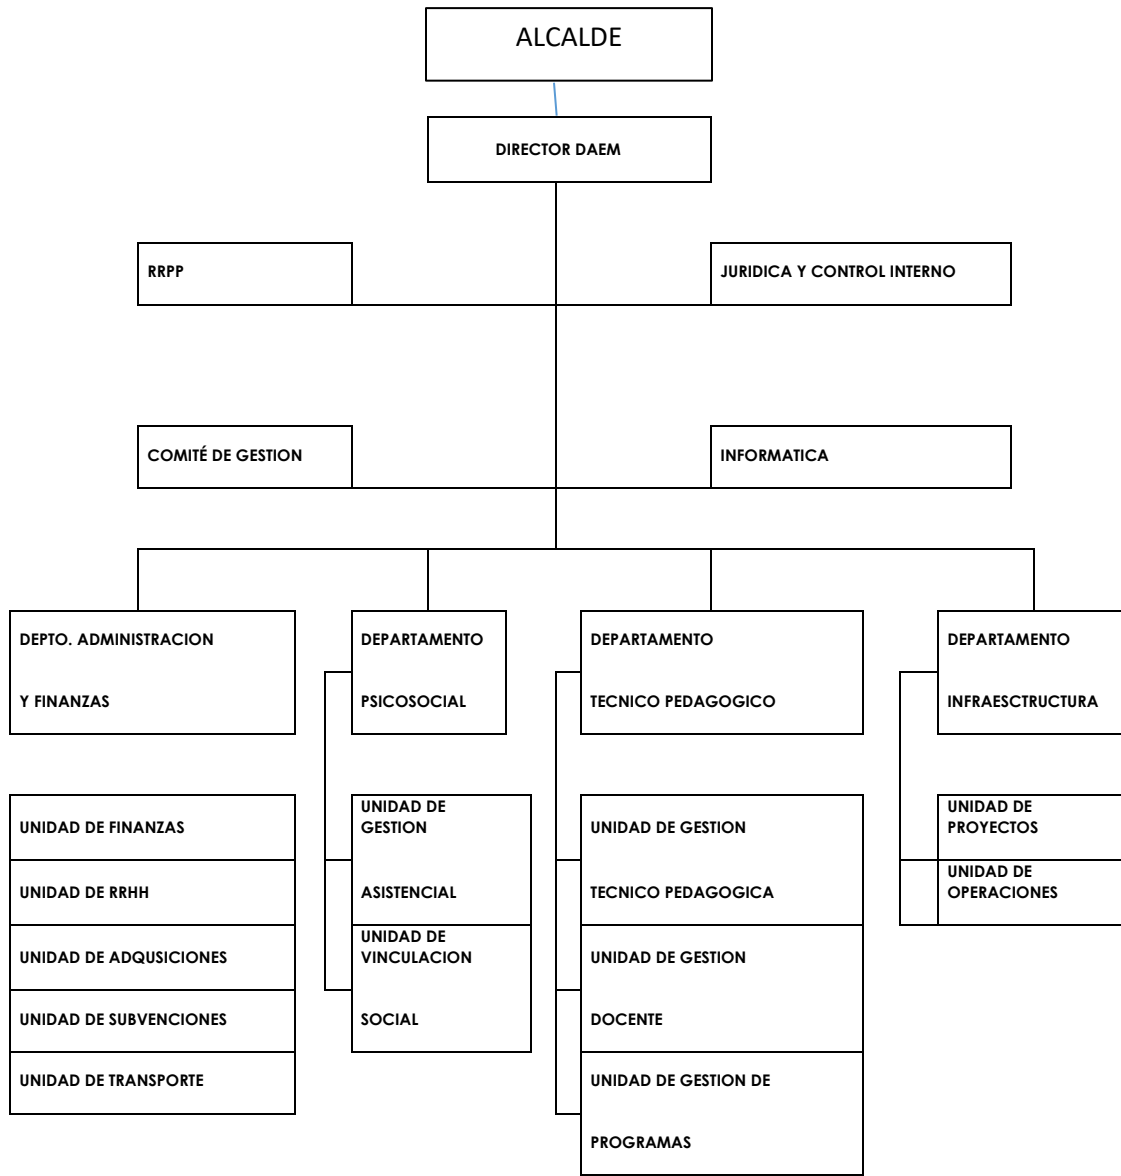 ALCALDE
DIRECTOR DAEM
RRPP
JURIDICA Y CONTROL INTERNO
COMITÉ DE GESTION
INFORMATICA
DEPTO. ADMINISTRACION
Y FINANZAS
DEPARTAMENTO
PSICOSOCIAL
DEPARTAMENTO
TECNICO PEDAGOGICO
DEPARTAMENTO
INFRAESCTRUCTURA
UNIDAD DE FINANZAS
UNIDAD DE RRHH
UNIDAD DE ADQUSICIONES
UNIDAD DE SUBVENCIONES
UNIDAD DE TRANSPORTE
UNIDAD DE
GESTION
ASISTENCIAL
UNIDAD DE
VINCULACION
SOCIAL
UNIDAD DE GESTION
TECNICO PEDAGOGICA
UNIDAD DE GESTION
DOCENTE
UNIDAD DE GESTION DE
PROGRAMAS
UNIDAD DE
PROYECTOS
UNIDAD DE
OPERACIONES